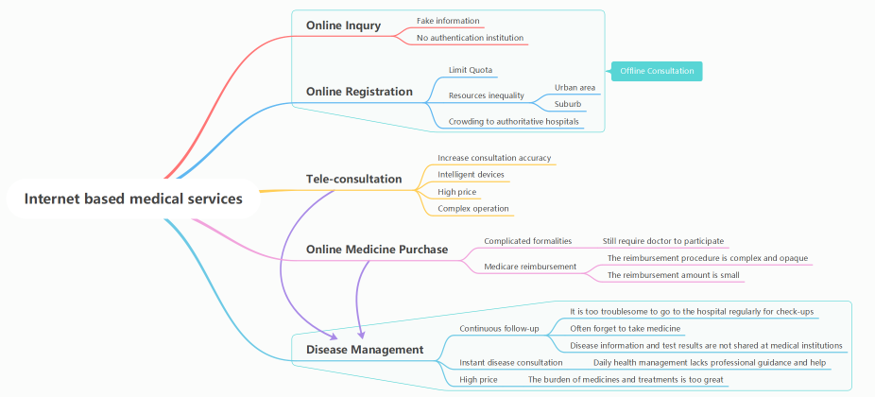 Internet based medical services
Online Inqury
Fake information
No authentication institution
Online Registration
Limit Quota
Resources inequality
Urban area
Suburb
Crowding to authoritative hospitals
Offline Consultation
Tele-consultation
Increase consultation accuracy
Intelligent devices
High price
Complex operation
Online Medicine Purchase
Complicated formalities
Still require doctor to participate
Medicare reimbursement
The reimbursement procedure is complex and opaque
The reimbursement amount is small
Disease Management
Continuous follow-up
It is too troublesome to go to the hospital regularly for check-ups
Often forget to take medicine
Disease information and test results are not shared at medical institutions
Instant disease consultation
Daily health management lacks professional guidance and help
High price
The burden of medicines and treatments is too great